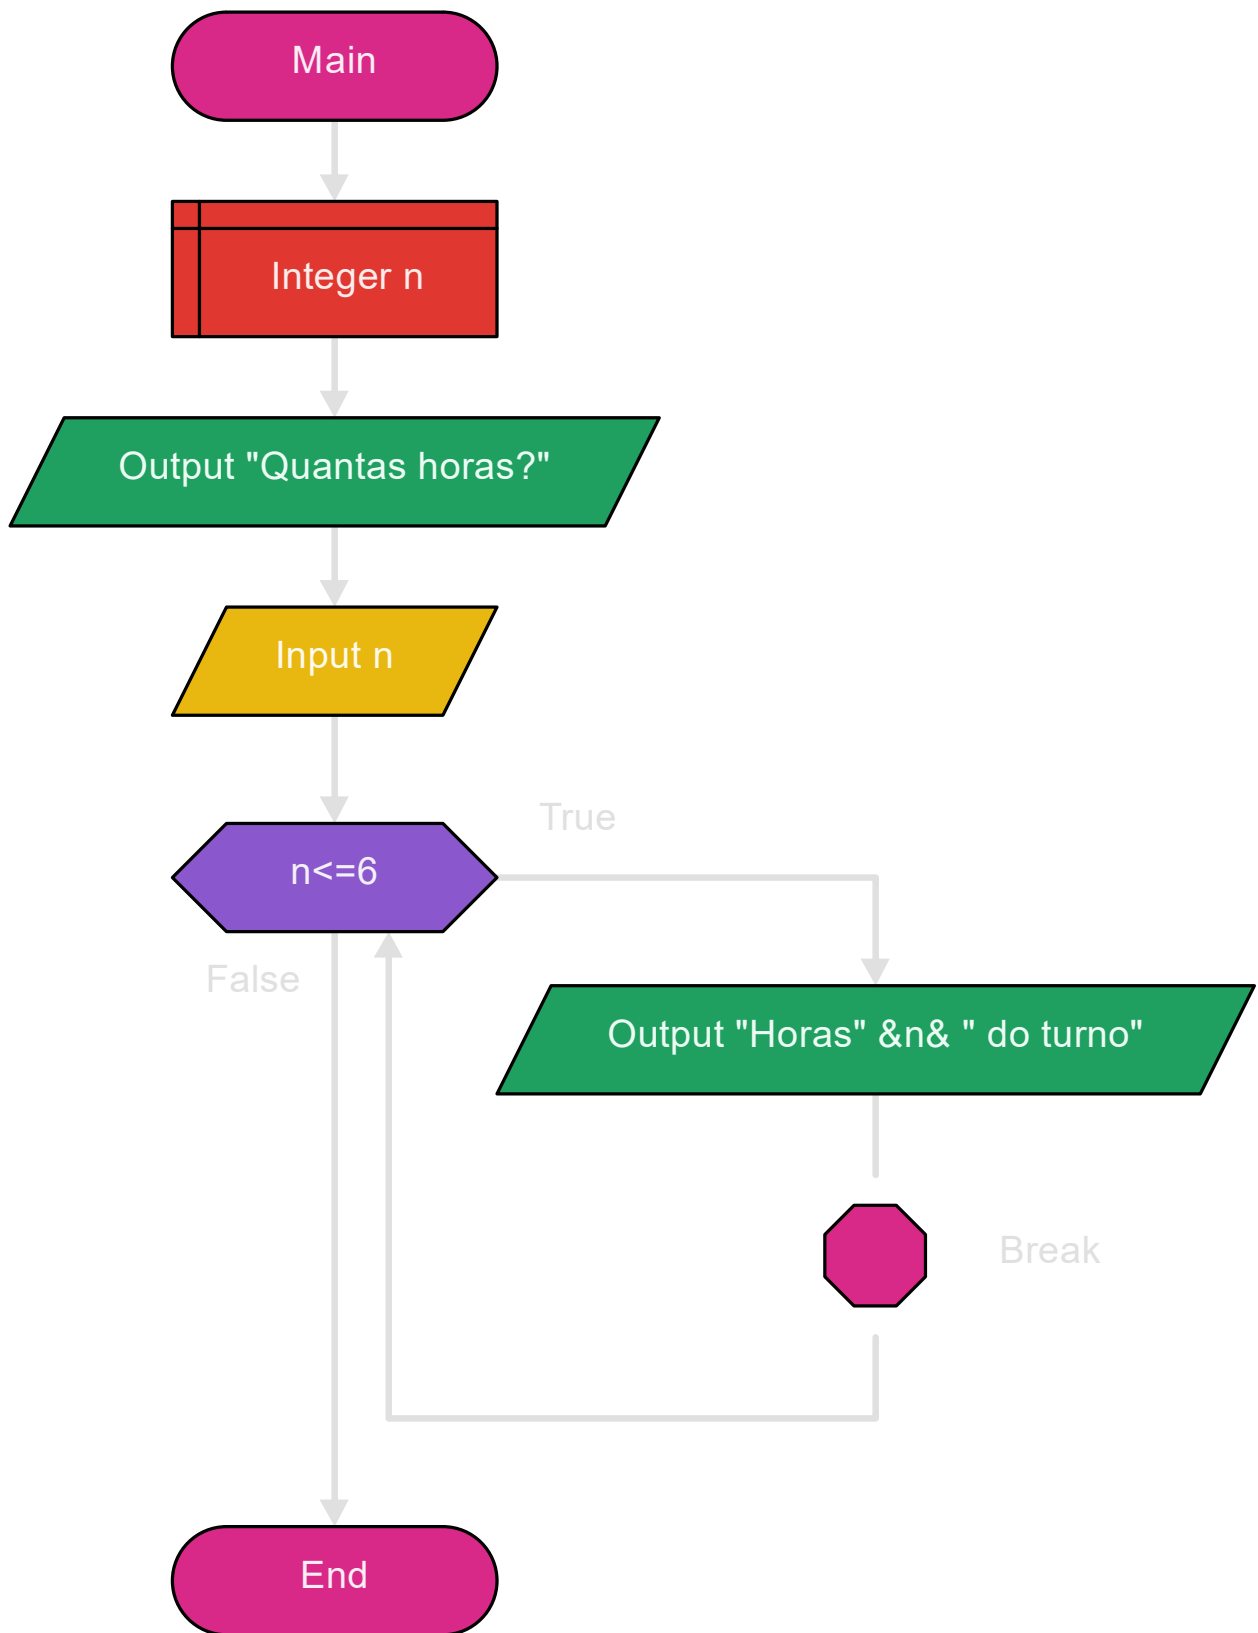 Main
Integer n
Output "Quantas horas?"
Input n
True
n<=6
False
Output "Horas" &n& " do turno"
Break
End